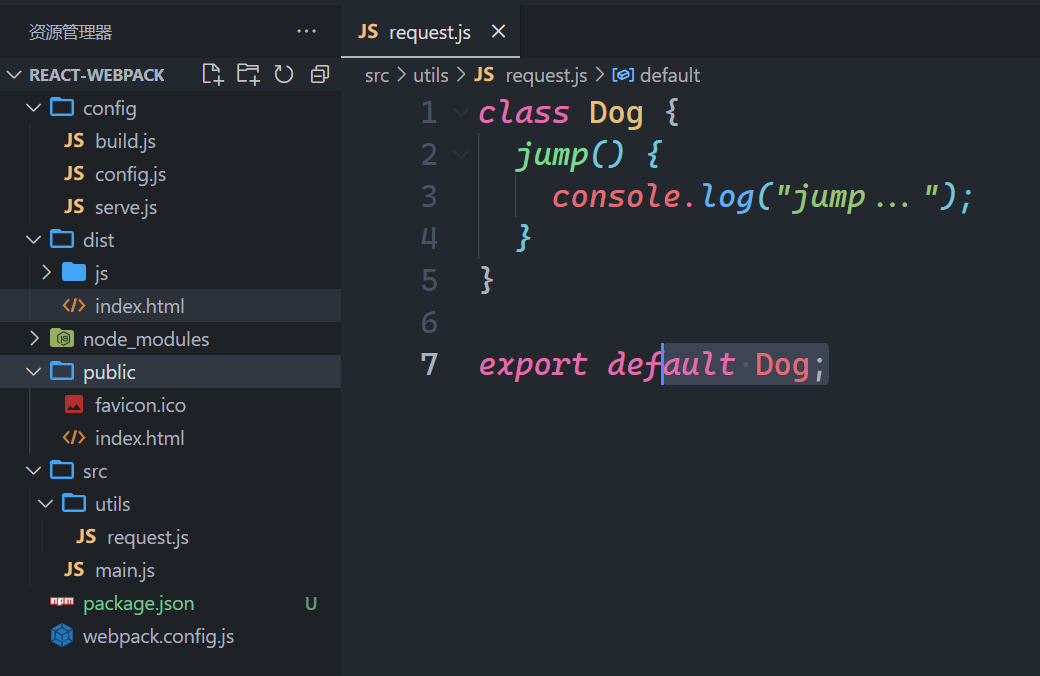 资源管理器 ...
REACT-WEBPACK
config
JS build.js
JS config.js
JS serve.js
dist
js
</> index.html
node_modules
public
favicon.ico
</> index.html
src
utils
JS request.js
JS main.js
npm package.json U
webpack.config.js
JS request.js ×
src > utils > JS request.js > default
1 class Dog {
2 jump() {
3 console.log("jump...");
4 }
5 }
6
7 export default Dog;